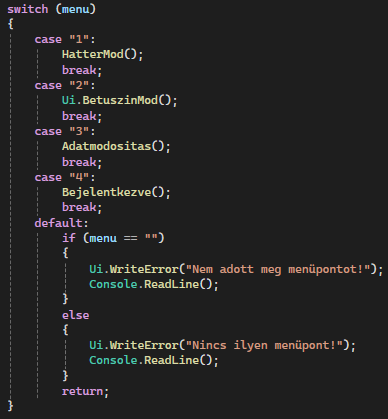 switch (menu)
{
    case "1":
        HatterMod();
        break;
    case "2":
        Ui.BetuszinMod();
        break;
    case "3":
        Adatmodositas();
        break;
    case "4":
        Bejelentkezve();
        break;
    default:
        if (menu == "")
        {
            Ui.WriteError("Nem adott meg menüpontot!");
            Console.ReadLine();
        }
        else
        {
            Ui.WriteError("Nincs ilyen menüpont!");
            Console.ReadLine();
        }
        return;
}